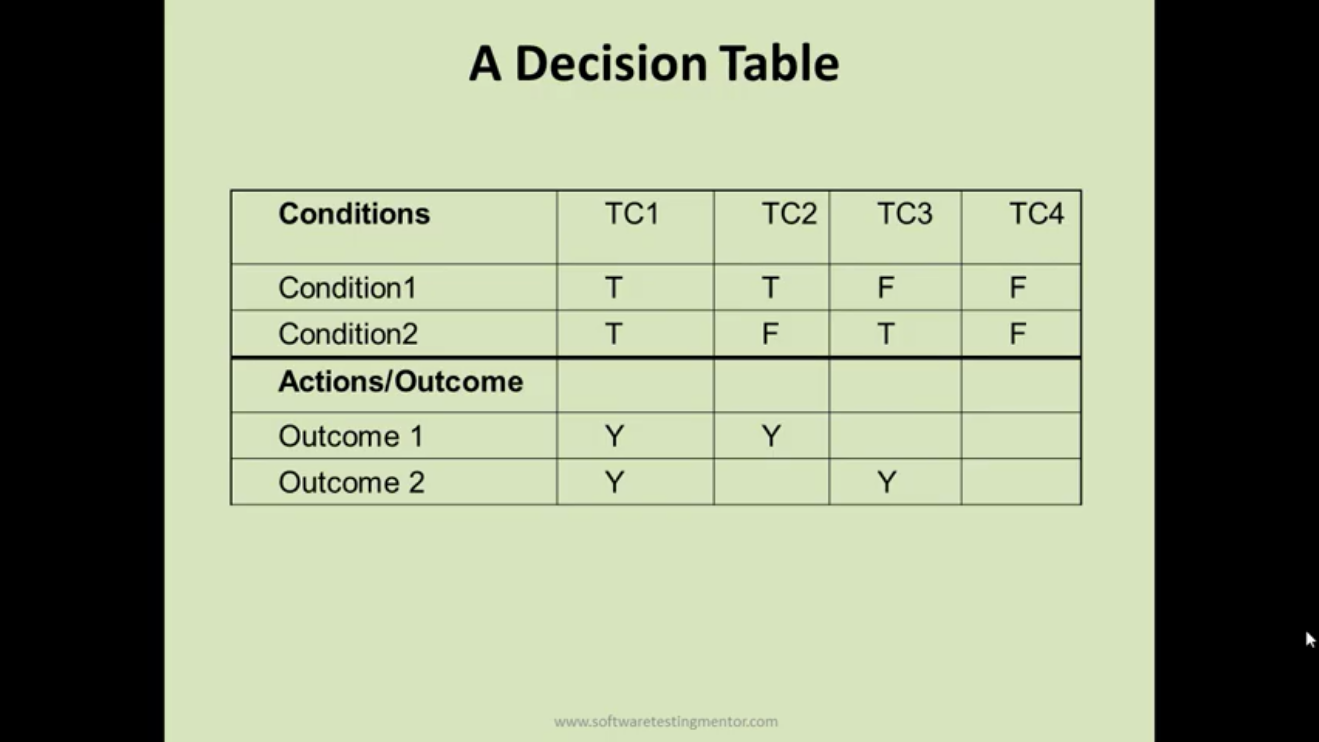 A Decision Table
Conditions TC1 TC2 TC3 TC4
Condition1 T T F F
Condition2 T F T F
Actions/Outcome
Outcome 1 Y Y
Outcome 2 Y Y
www.softwaretestingmentor.com